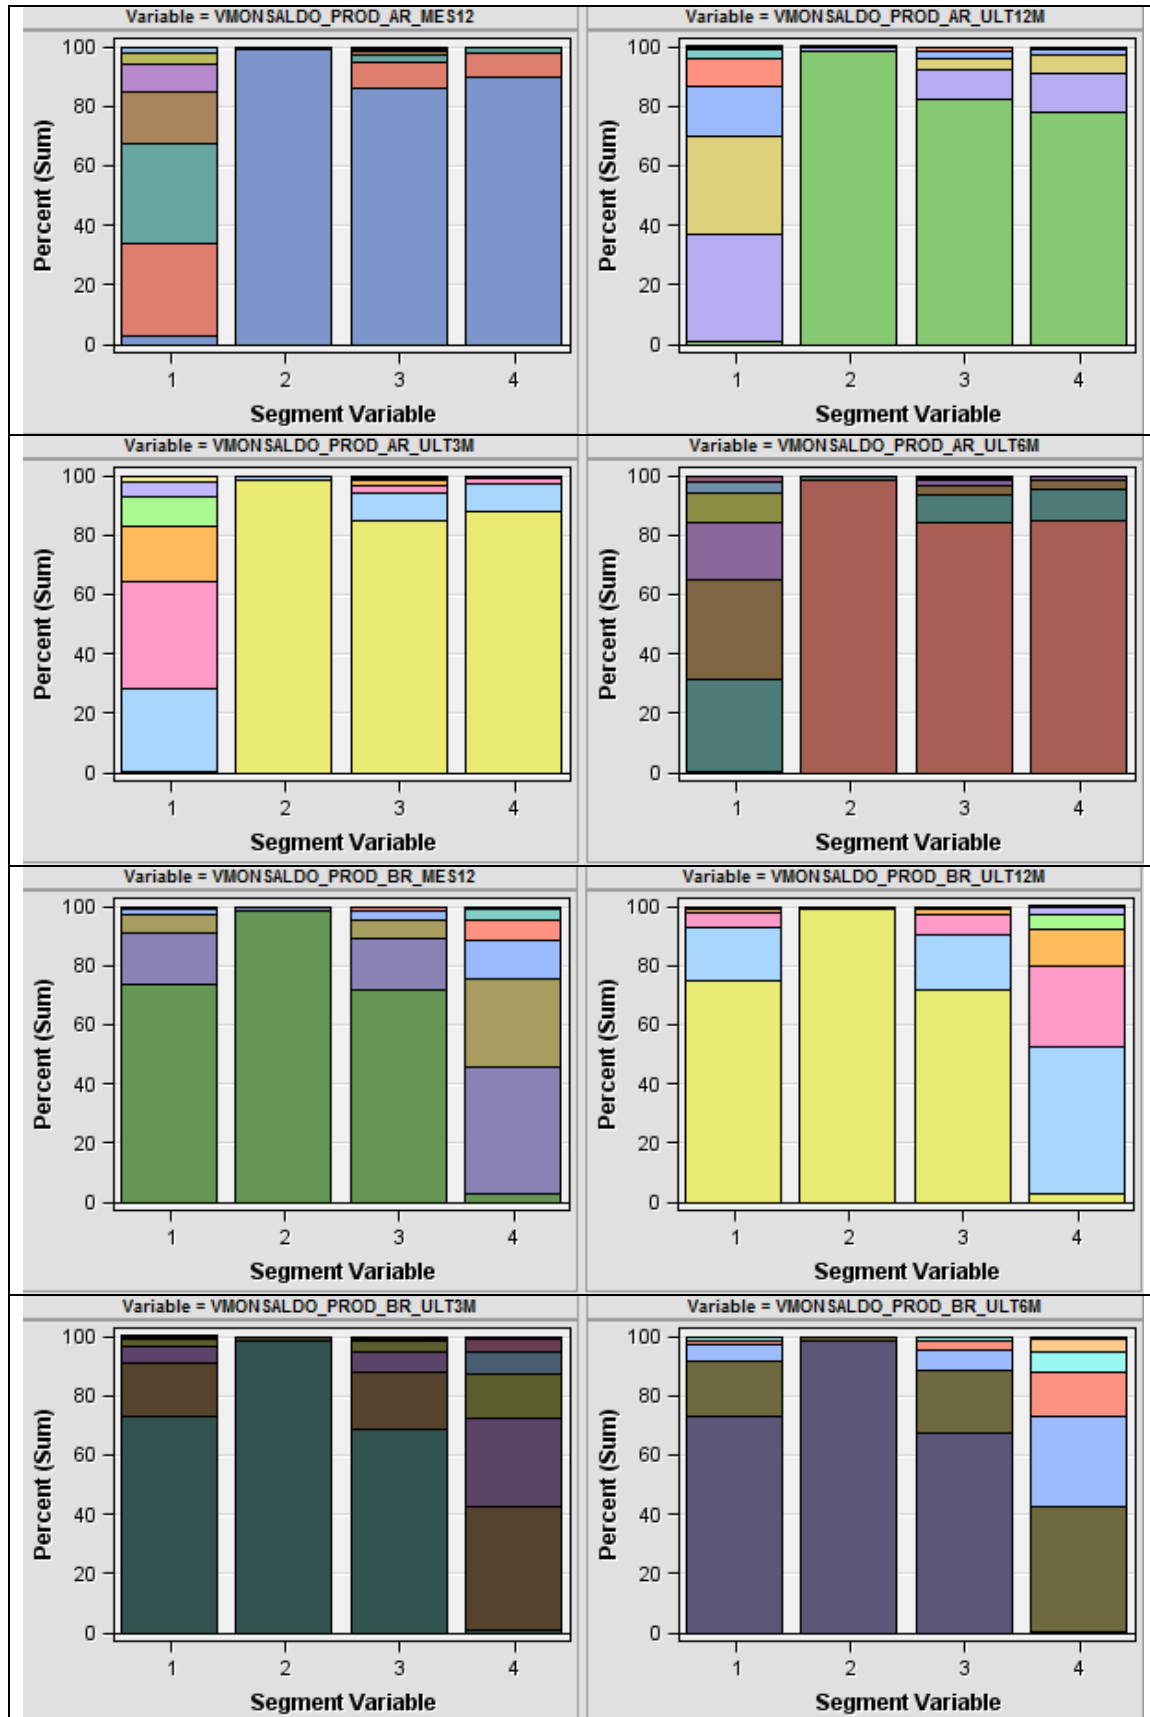 Variable = VMONSALDO_PROD_AR_MES12
Percent (Sum)
100
80
60
40
20
0
1 2 3 4
Segment Variable
Variable = VMONSALDO_PROD_AR_ULT12M
Percent (Sum)
100
80
60
40
20
0
1 2 3 4
Segment Variable
Variable = VMONSALDO_PROD_AR_ULT3M
Percent (Sum)
100
80
60
40
20
0
1 2 3 4
Segment Variable
Variable = VMONSALDO_PROD_AR_ULT6M
Percent (Sum)
100
80
60
40
20
0
1 2 3 4
Segment Variable
Variable = VMONSALDO_PROD_BR_MES12
Percent (Sum)
100
80
60
40
20
0
1 2 3 4
Segment Variable
Variable = VMONSALDO_PROD_BR_ULT12M
Percent (Sum)
100
80
60
40
20
0
1 2 3 4
Segment Variable
Variable = VMONSALDO_PROD_BR_ULT3M
Percent (Sum)
100
80
60
40
20
0
1 2 3 4
Segment Variable
Variable = VMONSALDO_PROD_BR_ULT6M
Percent (Sum)
100
80
60
40
20
0
1 2 3 4
Segment Variable